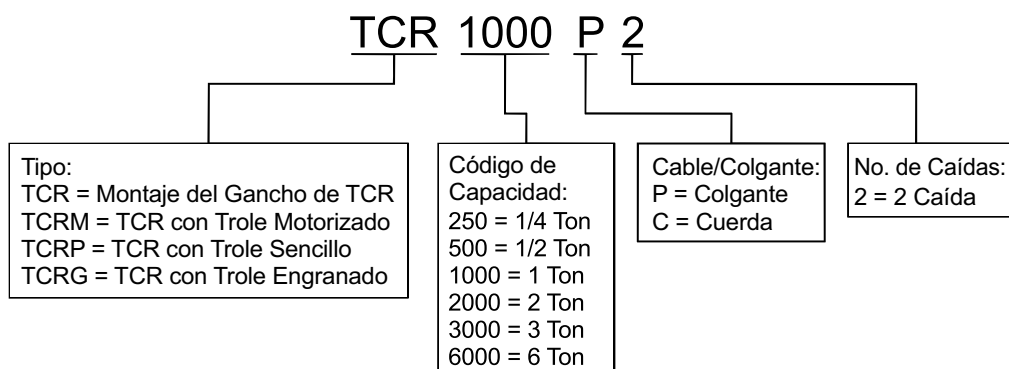 TCR 1000 P 2
Tipo:
TCR = Montaje del Gancho de TCR
TCRM = TCR con Trole Motorizado
TCRP = TCR con Trole Sencillo
TCRG = TCR con Trole Engranado
Código de
Capacidad:
250 = 1/4 Ton
500 = 1/2 Ton
1000 = 1 Ton
2000 = 2 Ton
3000 = 3 Ton
6000 = 6 Ton
Cable/Colgante:
P = Colgante
C = Cuerda
No. de Caídas:
2 = 2 Caída